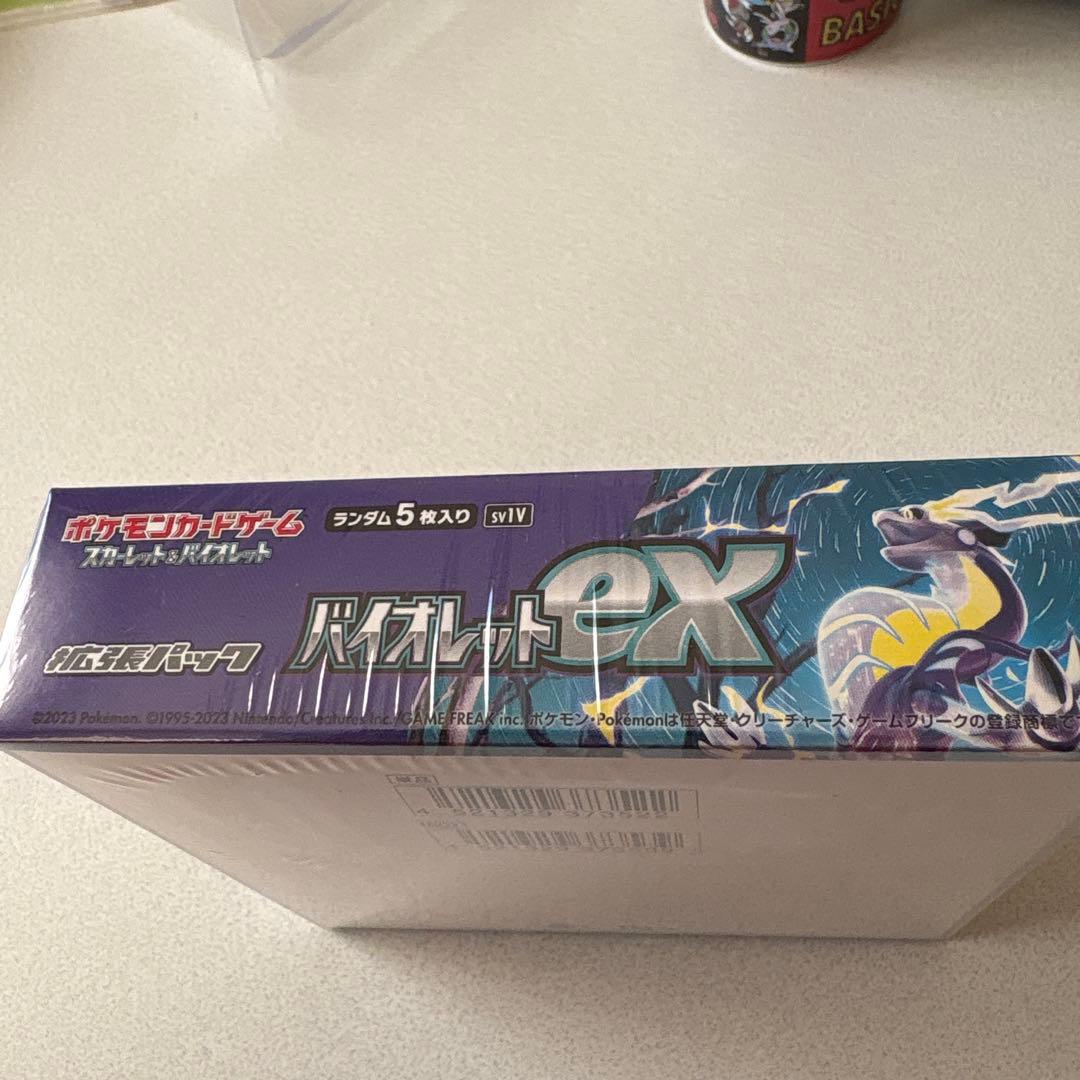 BASI
ポケモンカードゲーム
スカーレット&バイオレット
ランダム5枚入り
sv1V
拡張パック
バイオレットex
©2023 Pokémon. ©1995-2023 Nintendo/Creatures Inc./GAME FREAK inc. ポケモン・Pokémonは任天堂・クリーチャーズ・ゲームフリークの登録商標で